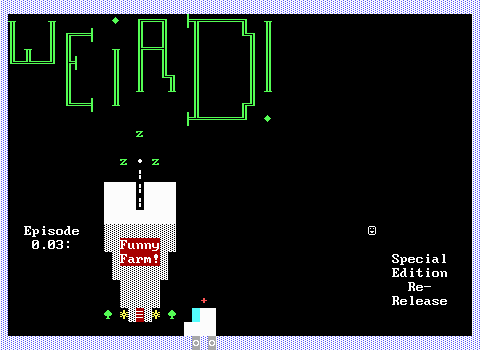 WEiRD!
z
z z
Episode
0.03:
Funny
Farm!
Special
Edition
Re-
Release